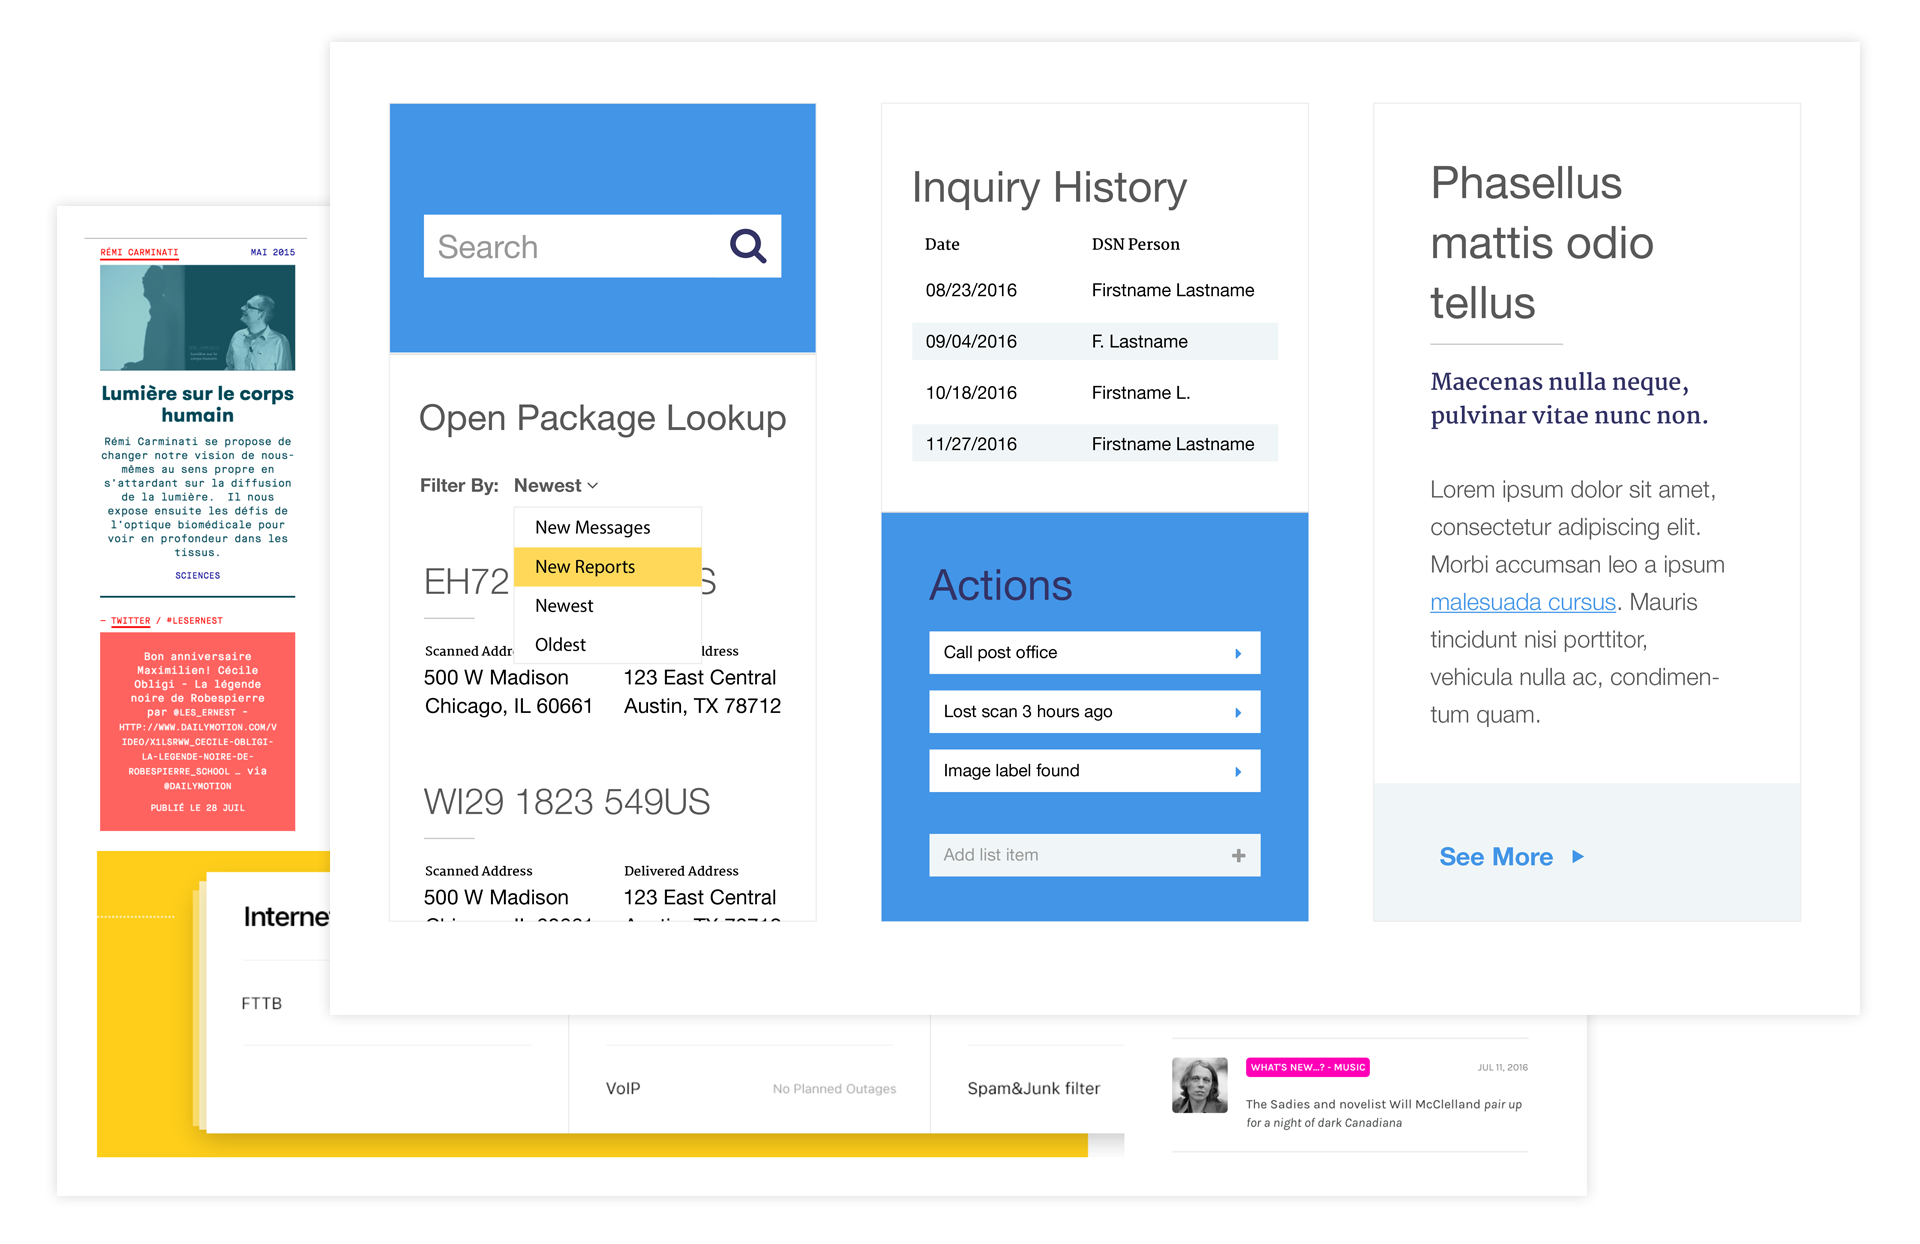 RÉMI CARMINATI MAI 2015
Lumière sur le corps
humain
Rémi Carminati se propose de
changer notre vision de nous-
mêmes au sens propre en
s'attardant sur la diffusion
de la lumière. Il nous
expose ensuite les défis de
l'optique biomédicale pour
voir en profondeur dans les
tissus.
SCIENCES
— TWITTER / #LESERNEST
Bon anniversaire
Maximilien! Cécile
Obligi - La légende
noire de Robespierre
par @LES_ERNEST -
HTTP://WWW.DAILYMOTION.COM/V
IDEO/X1LSRWW_CECILE-OBLIGI-
LA-LEGENDE-NOIRE-DE-
ROBESPIERRE_SCHOOL … via
@DAILYMOTION
PUBLIÉ LE 28 JUIL
Search
Open Package Lookup
Filter By: Newest
New Messages
New Reports
Newest
Oldest
EH72 S
Scanned Addr ldress
500 W Madison 123 East Central
Chicago, IL 60661 Austin, TX 78712
WI29 1823 549US
Scanned Address Delivered Address
500 W Madison 123 East Central
Chicago, IL 60661 Austin, TX 78712
Inquiry History
Date DSN Person
08/23/2016 Firstname Lastname
09/04/2016 F. Lastname
10/18/2016 Firstname L.
11/27/2016 Firstname Lastname
Actions
Call post office
Lost scan 3 hours ago
Image label found
Add list item
Phasellus
mattis odio
tellus
Maecenas nulla neque,
pulvinar vitae nunc non.
Lorem ipsum dolor sit amet,
consectetur adipiscing elit.
Morbi accumsan leo a ipsum
malesuada cursus. Mauris
tincidunt nisi porttitor,
vehicula nulla ac, condimen-
tum quam.
See More
Interne
FTTB
VoIP No Planned Outages
Spam&Junk filter
WHAT'S NEW...? - MUSIC JUL 11, 2016
The Sadies and novelist Will McClelland pair up
for a night of dark Canadiana